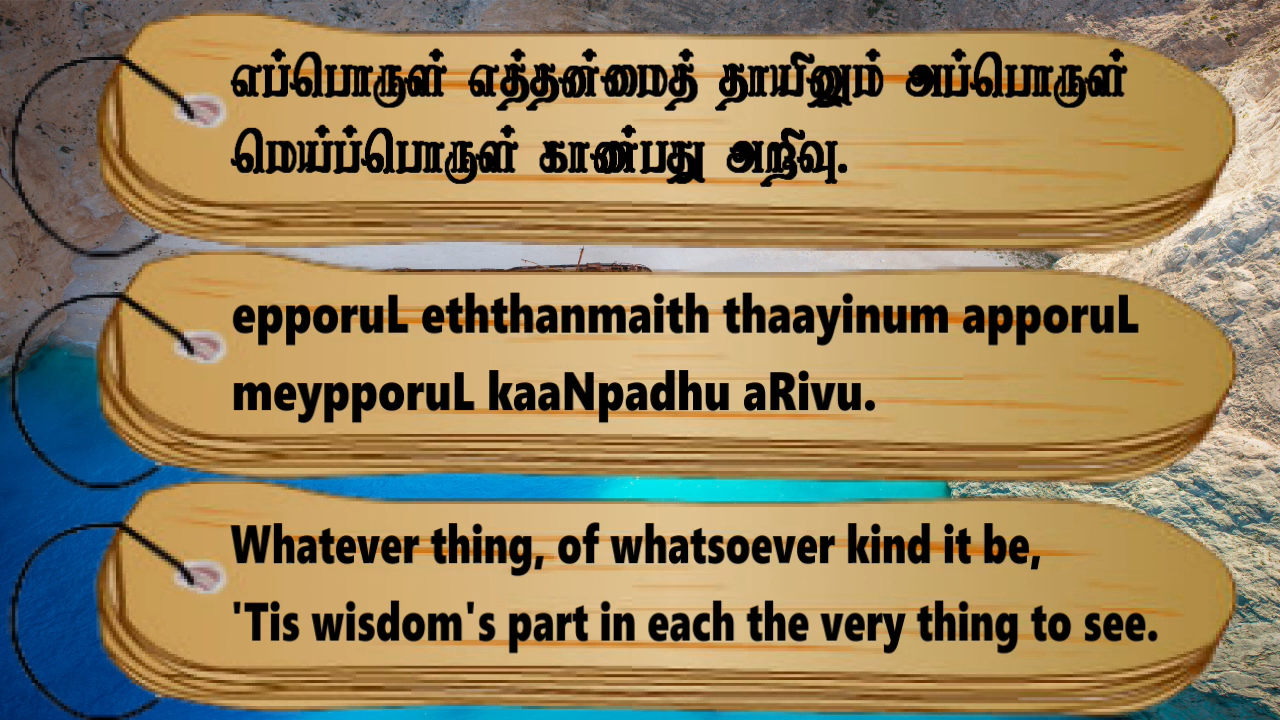 எப்பொருள் எத்தன்மைத் தாயினும் அப்பொருள்
மெய்ப்பொருள் காண்பது அறிவு.
epporuL eththanmaith thaayinum apporuL
meypporuL kaaNpadhu aRivu.
Whatever thing, of whatsoever kind it be,
'Tis wisdom's part in each the very thing to see.